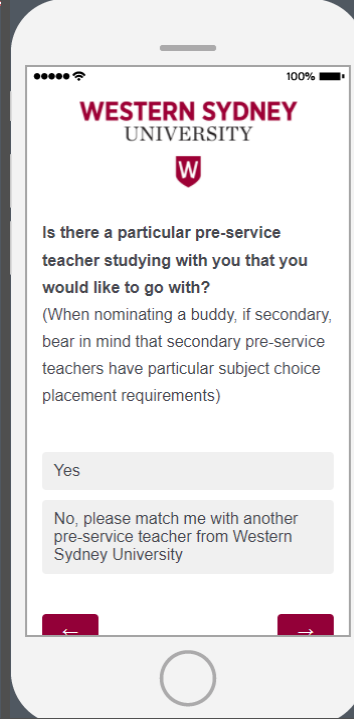 100%
WESTERN SYDNEY
UNIVERSITY
W
Is there a particular pre-service
teacher studying with you that you
would like to go with?
(When nominating a buddy, if secondary,
bear in mind that secondary pre-service
teachers have particular subject choice
placement requirements)
Yes
No, please match me with another
pre-service teacher from Western
Sydney University
← →